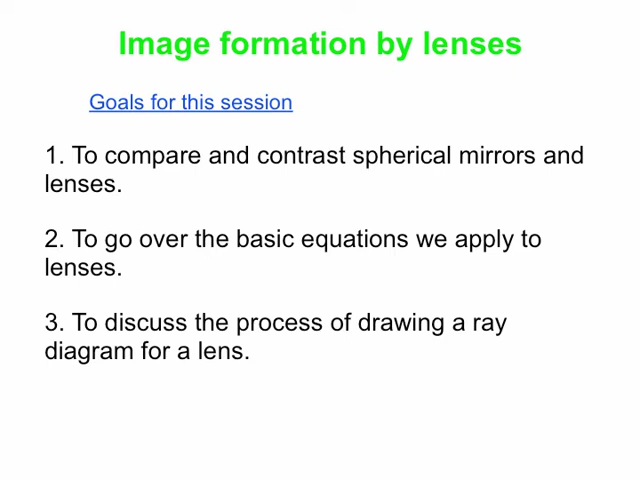 Image formation by lenses
Goals for this session
1. To compare and contrast spherical mirrors and
lenses.
2. To go over the basic equations we apply to
lenses.
3. To discuss the process of drawing a ray
diagram for a lens.